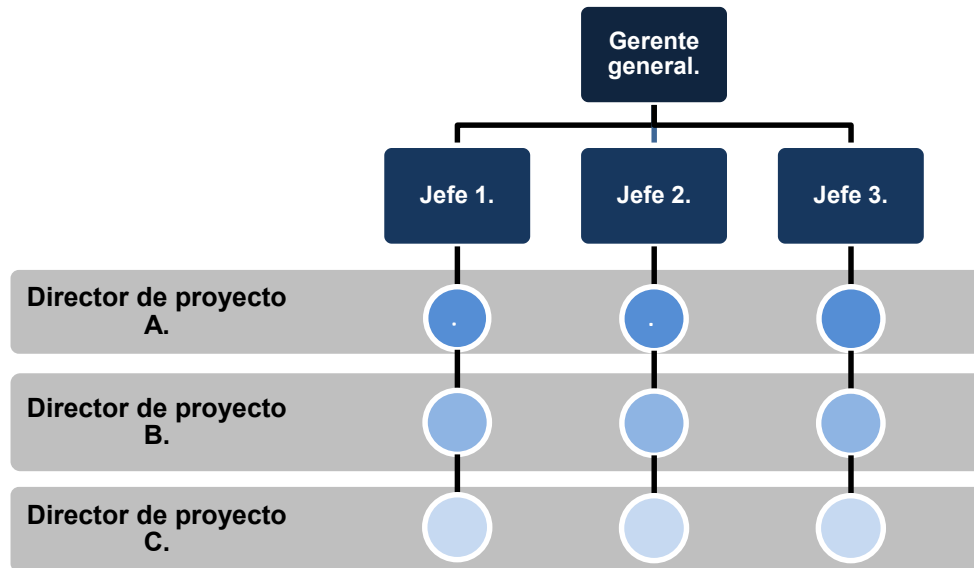 Gerente
general.
Jefe 1.
Jefe 2.
Jefe 3.
Director de proyecto
A.
.
.
Director de proyecto
B.
Director de proyecto
C.